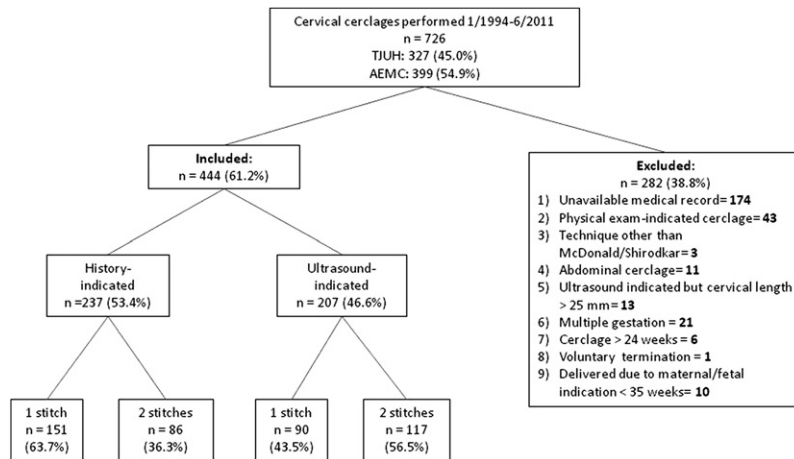 Cervical cerclages performed 1/1994-6/2011
n = 726
TJUH: 327 (45.0%)
AEMC: 399 (54.9%)
Included:
n = 444 (61.2%)
Excluded:
n = 282 (38.8%)
1) Unavailable medical record= 174
2) Physical exam-indicated cerclage= 43
3) Technique other than
McDonald/Shirodkar= 3
4) Abdominal cerclage= 11
5) Ultrasound indicated but cervical length
> 25 mm= 13
6) Multiple gestation = 21
7) Cerclage > 24 weeks = 6
8) Voluntary termination = 1
9) Delivered due to maternal/fetal
indication < 35 weeks= 10
History-
indicated
n =237 (53.4%)
Ultrasound-
indicated
n = 207 (46.6%)
1 stitch
n = 151
(63.7%)
2 stitches
n = 86
(36.3%)
1 stitch
n = 90
(43.5%)
2 stitches
n = 117
(56.5%)